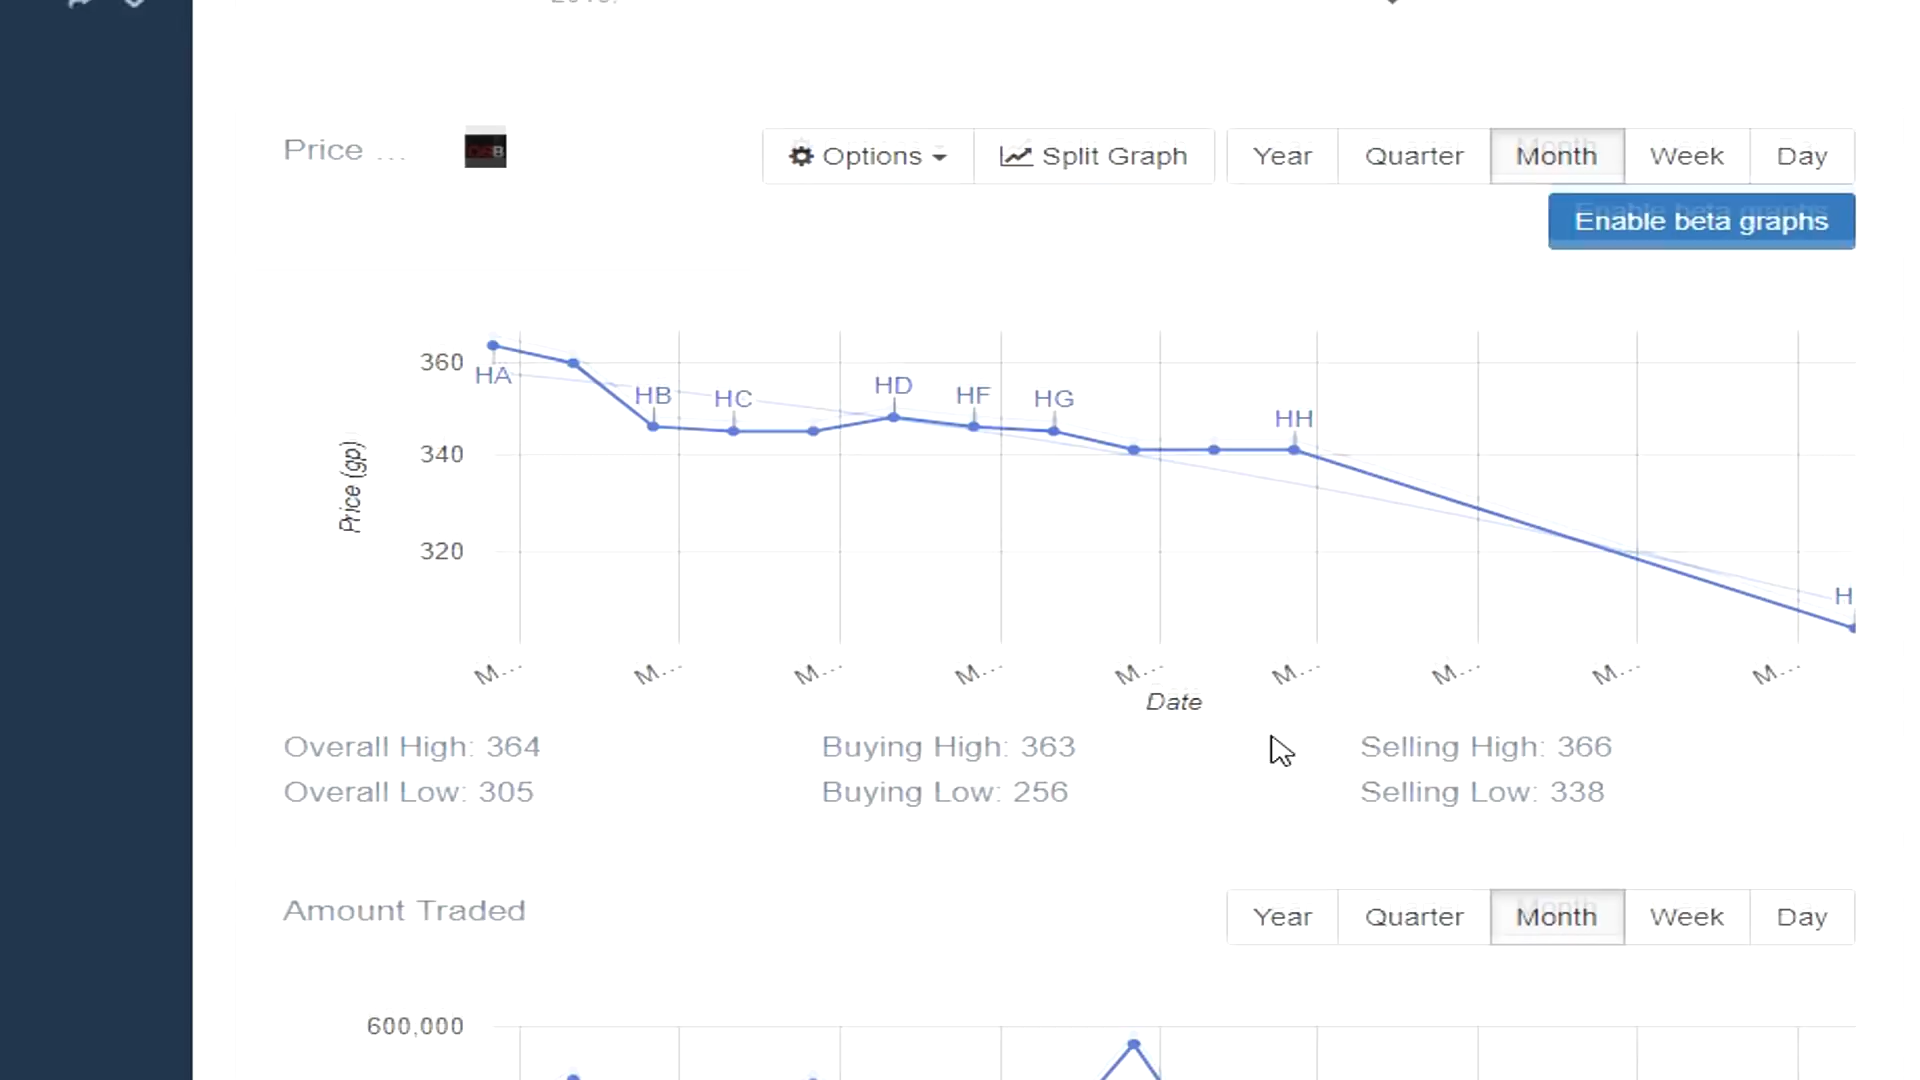 Price ...
Options
Split Graph
Year
Quarter
Month
Week
Day
Enable beta graphs
360
340
320
Price (gp)
HA
HB
HC
HD
HF
HG
HH
H
M...
M...
M...
M...
M...
M...
M...
M...
M...
Date
Overall High: 364
Buying High: 363
Selling High: 366
Overall Low: 305
Buying Low: 256
Selling Low: 338
Amount Traded
Year
Quarter
Month
Week
Day
600,000